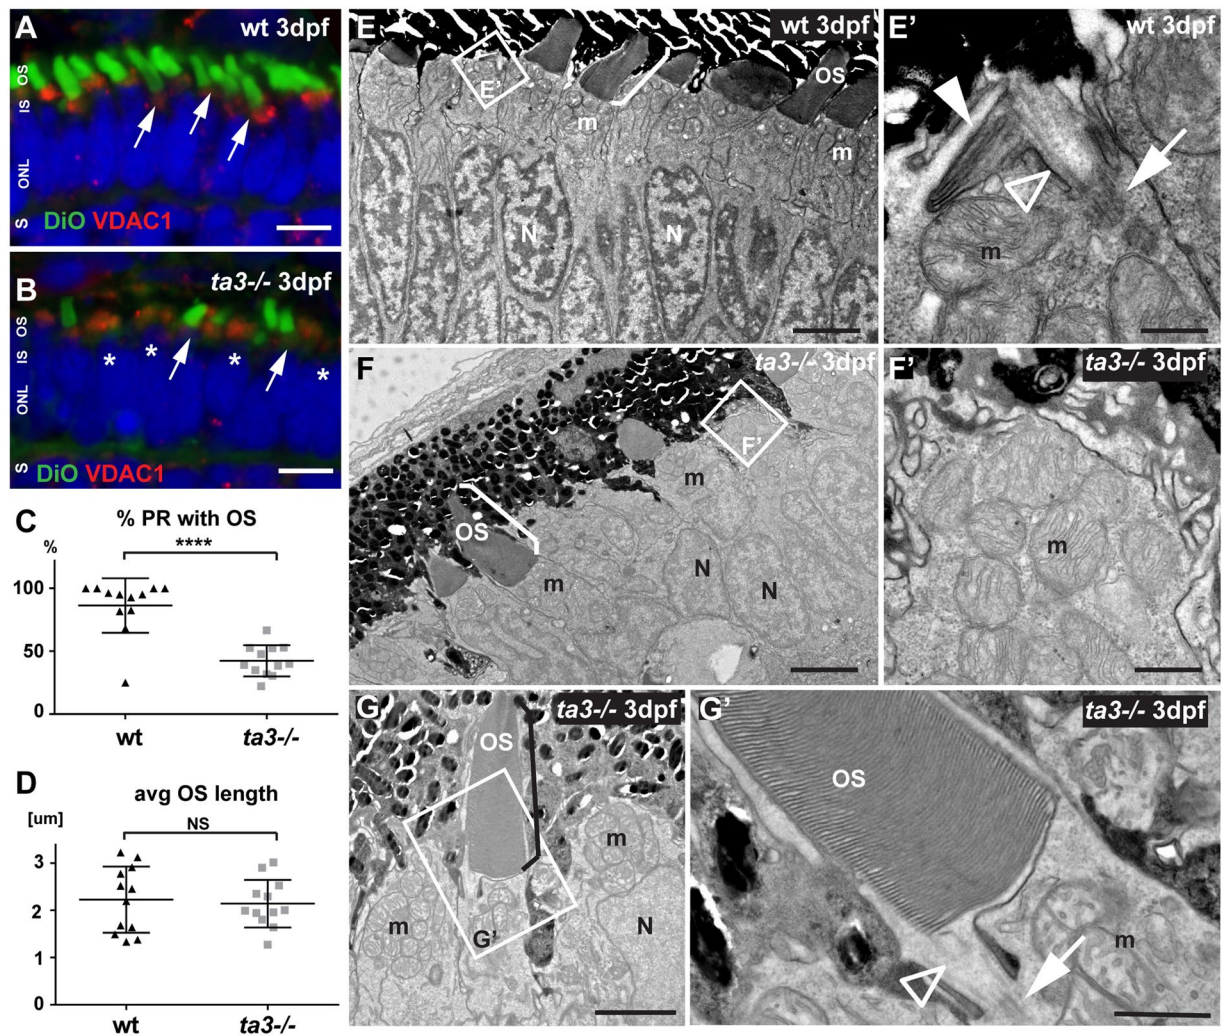 A
wt 3dpf
OS
IS
ONL
S
DiO VDAC1
B
ta3-/- 3dpf
OS
IS
ONL
S
DiO VDAC1
C
% PR with OS
%
****
100
50
0
wt
ta3-/-
D
avg OS length
[um]
NS
3
2
1
0
wt
ta3-/-
E
wt 3dpf
E'
OS
m
m
N
N
E'
wt 3dpf
m
F
ta3-/- 3dpf
F'
m
OS
m
N
N
F'
ta3-/- 3dpf
m
G
ta3-/- 3dpf
OS
m
m
G'
N
G'
ta3-/- 3dpf
OS
m